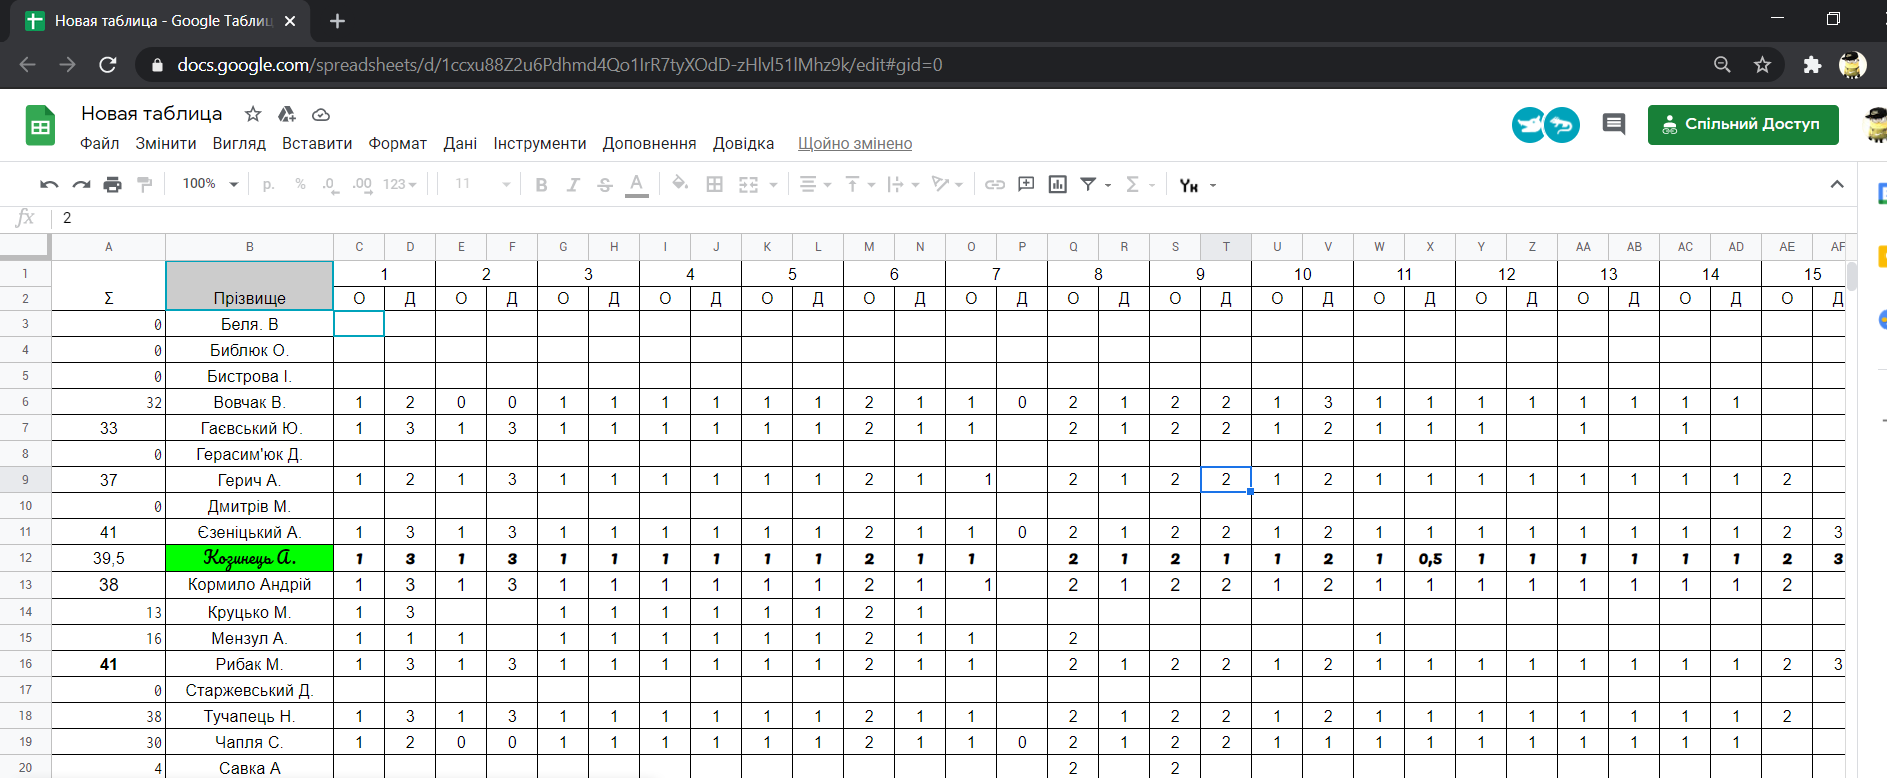 Новая таблица - Google Таблиц
docs.google.com/spreadsheets/d/1ccxu88Z2u6Pdhmd4Qo1IrR7tyXOdD-zHlvl51lMhz9k/edit#gid=0
Новая таблица
Файл Змінити Вигляд Вставити Формат Дані Інструменти Доповнення Довідка Щойно змінено
Спільний Доступ
100% р. % .0 .00 123 11 B I S A Σ Ун
fx 2
A B C D E F G H I J K L M N O P Q R S T U V W X Y Z AA AB AC AD AE AF
1 1 2 3 4 5 6 7 8 9 10 11 12 13 14 15
2 Σ Прізвище О Д О Д О Д О Д О Д О Д О Д О Д О Д О Д О Д О Д О Д О Д О Д
3 0 Беля. В
4 0 Библюк О.
5 0 Бистрова І.
6 32 Вовчак В. 1 2 0 0 1 1 1 1 1 1 2 1 1 0 2 1 2 2 1 3 1 1 1 1 1 1 1 1
7 33 Гаєвський Ю. 1 3 1 3 1 1 1 1 1 1 2 1 1 2 1 2 2 1 2 1 1 1 1 1
8 0 Герасим'юк Д.
9 37 Герич А. 1 2 1 3 1 1 1 1 1 1 2 1 1 2 1 2 2 1 2 1 1 1 1 1 1 1 1 2
10 0 Дмитрів М.
11 41 Єзеніцький А. 1 3 1 3 1 1 1 1 1 1 2 1 1 0 2 1 2 2 1 2 1 1 1 1 1 1 1 1 2 3
12 39,5 Козинець А. 1 3 1 3 1 1 1 1 1 1 2 1 1 2 1 2 1 1 2 1 0,5 1 1 1 1 1 1 2 3
13 38 Кормило Андрій 1 3 1 3 1 1 1 1 1 1 2 1 1 2 1 2 2 1 2 1 1 1 1 1 1 1 1 2
14 13 Круцько М. 1 3 1 1 1 1 1 1 2 1
15 16 Мензул А. 1 1 1 1 1 1 1 1 1 2 1 1 2 1
16 41 Рибак М. 1 3 1 3 1 1 1 1 1 1 2 1 1 2 1 2 2 1 2 1 1 1 1 1 1 1 1 2 3
17 0 Старжевський Д.
18 38 Тучапець Н. 1 3 1 3 1 1 1 1 1 1 2 1 1 2 1 2 2 1 2 1 1 1 1 1 1 1 1 2
19 30 Чапля С. 1 2 0 0 1 1 1 1 1 1 2 1 1 0 2 1 2 2 1 1 1 1 1 1 1 1 1 1
20 4 Савка А 2 2